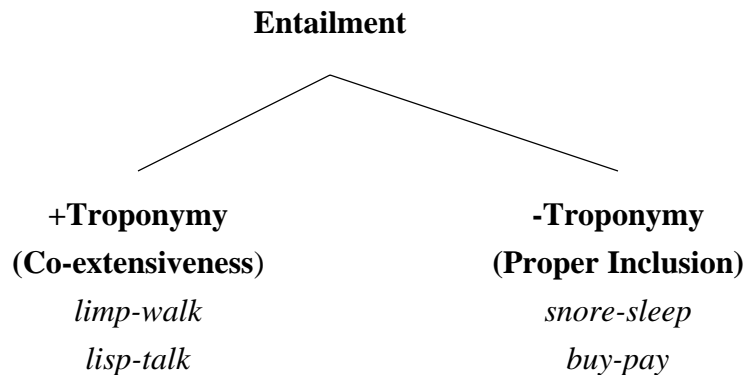 Entailment
+Troponymy -Troponymy
(Co-extensiveness) (Proper Inclusion)
limp-walk snore-sleep
lisp-talk buy-pay